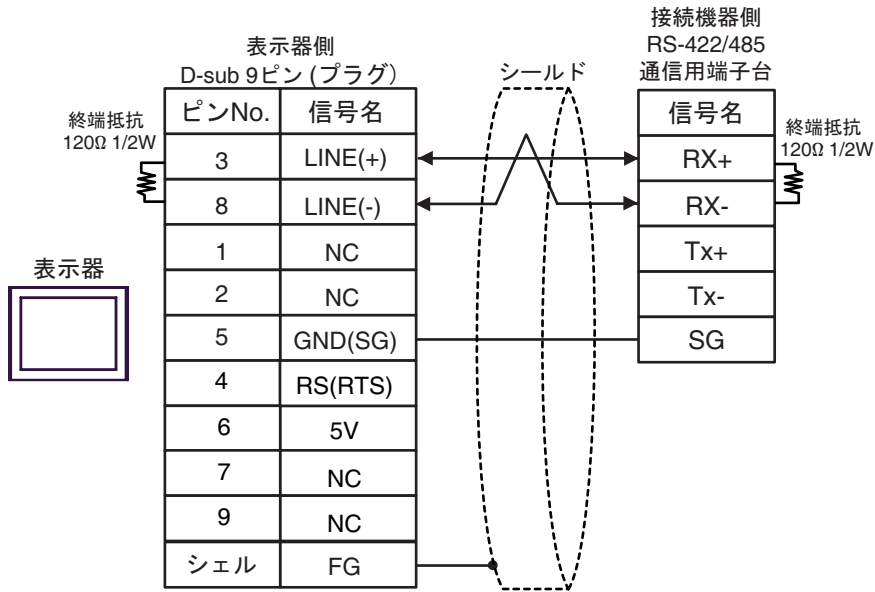 表示器側
D-sub 9ピン (プラグ)
シールド
接続機器側
RS-422/485
通信用端子台
終端抵抗
120Ω 1/2W
ピンNo. 信号名
3 LINE(+)
8 LINE(-)
1 NC
2 NC
5 GND(SG)
4 RS(RTS)
6 5V
7 NC
9 NC
シェル FG
信号名
RX+
RX-
Tx+
Tx-
SG
終端抵抗
120Ω 1/2W
表示器